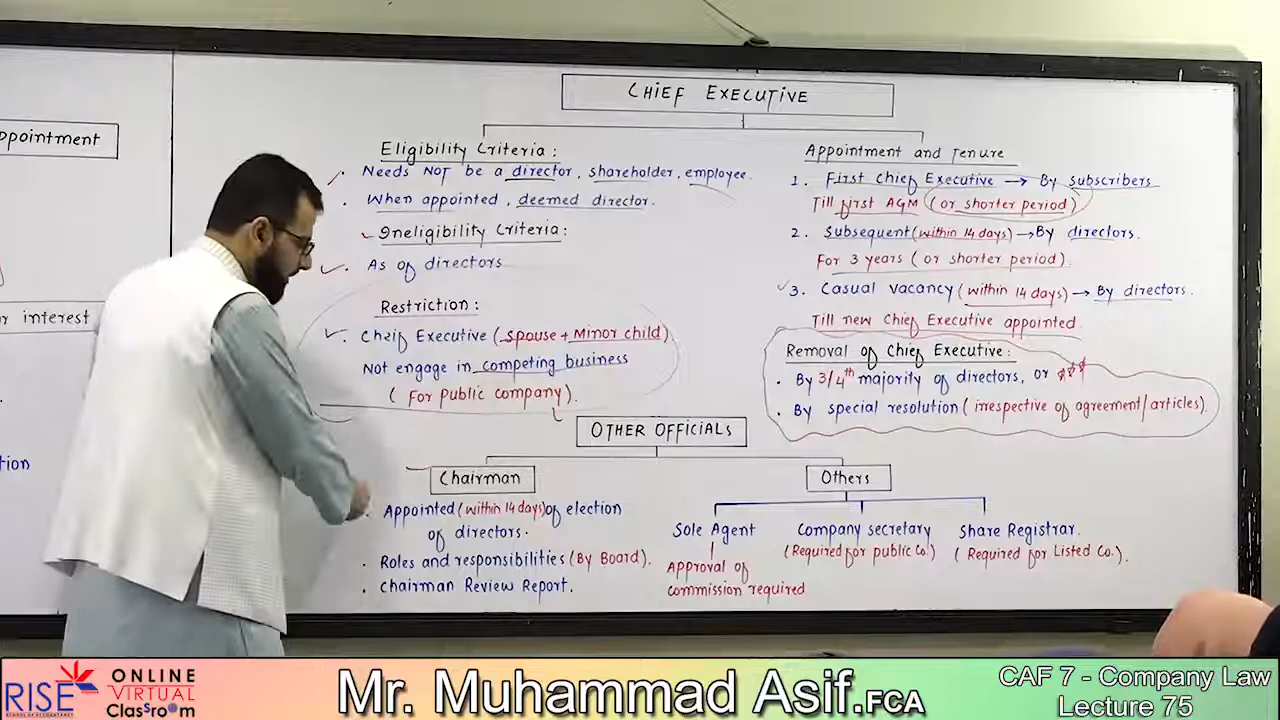 ppointment
r interest
tion
CHIEF EXECUTIVE
Eligibility Criteria:
Needs Not be a director, shareholder, employee.
When appointed, deemed director.
Ineligibility Criteria:
As of directors
Restriction:
Cheif Executive (spouse + Minor child)
Not engage in competing business
(For public company).
Appointment and Tenure
1. First Chief Executive → By subscribers
Till first AGM (or shorter period)
2. Subsequent (within 14 days) → By directors.
For 3 years (or shorter period)
3. Casual vacancy (within 14 days) → By directors.
Till new Chief Executive appointed
Removal of Chief Executive:
By 3/4th majority of directors, or
By special resolution (irrespective of agreement/articles).
OTHER OFFICIALS
Chairman
Appointed (within 14 days) of election
of directors.
Roles and responsibilities (By Board).
Chairman Review Report.
Others
Sole Agent
Approval of
commission required
Company secretary
(Required for public Co.)
Share Registrar.
(Required for Listed Co.).
RISE
SCHOOL OF ACCOUNTANCY
ONLINE
VIRTUAL
Classroom
Mr. Muhammad Asif.FCA
CAF 7 - Company Law
Lecture 75